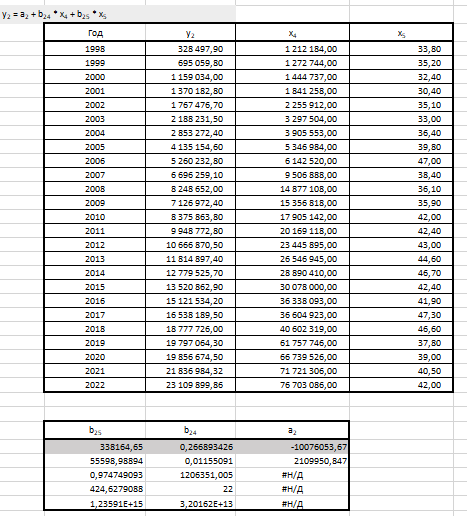 y₂ = a₂ + b₂₄ * x₄ + b₂₅ * x₅
Год y₂ x₄ x₅
1998 328 497,90 1 212 184,00 33,80
1999 695 059,80 1 272 744,00 35,20
2000 1 159 034,00 1 444 737,00 32,40
2001 1 370 182,80 1 841 258,00 30,40
2002 1 767 476,70 2 255 912,00 35,10
2003 2 188 231,50 3 297 504,00 33,00
2004 2 853 272,40 3 905 553,00 36,40
2005 4 135 154,60 5 346 984,00 39,80
2006 5 260 232,80 6 142 520,00 47,00
2007 6 696 259,10 9 506 888,00 38,40
2008 8 248 652,00 14 877 108,00 36,10
2009 7 126 972,40 15 356 818,00 35,90
2010 8 375 863,80 17 905 142,00 42,00
2011 9 948 772,80 20 169 118,00 42,40
2012 10 666 870,50 23 445 895,00 43,00
2013 11 814 897,40 26 546 945,00 44,60
2014 12 779 525,70 28 890 410,00 46,70
2015 13 520 862,90 30 078 000,00 42,40
2016 15 121 534,20 36 338 093,00 41,90
2017 16 538 189,50 36 604 923,00 47,30
2018 18 777 726,00 40 602 319,00 46,60
2019 19 797 064,30 61 757 746,00 37,80
2020 19 856 674,50 66 739 526,00 39,00
2021 21 836 984,32 71 721 306,00 40,50
2022 23 109 899,86 76 703 086,00 42,00
b₂₅ b₂₄ a₂
338164,65 0,266893426 -10076053,67
55598,98894 0,01155091 2109950,847
0,974749093 1206351,005 #Н/Д
424,6279088 22 #Н/Д
1,23591E+15 3,20162E+13 #Н/Д